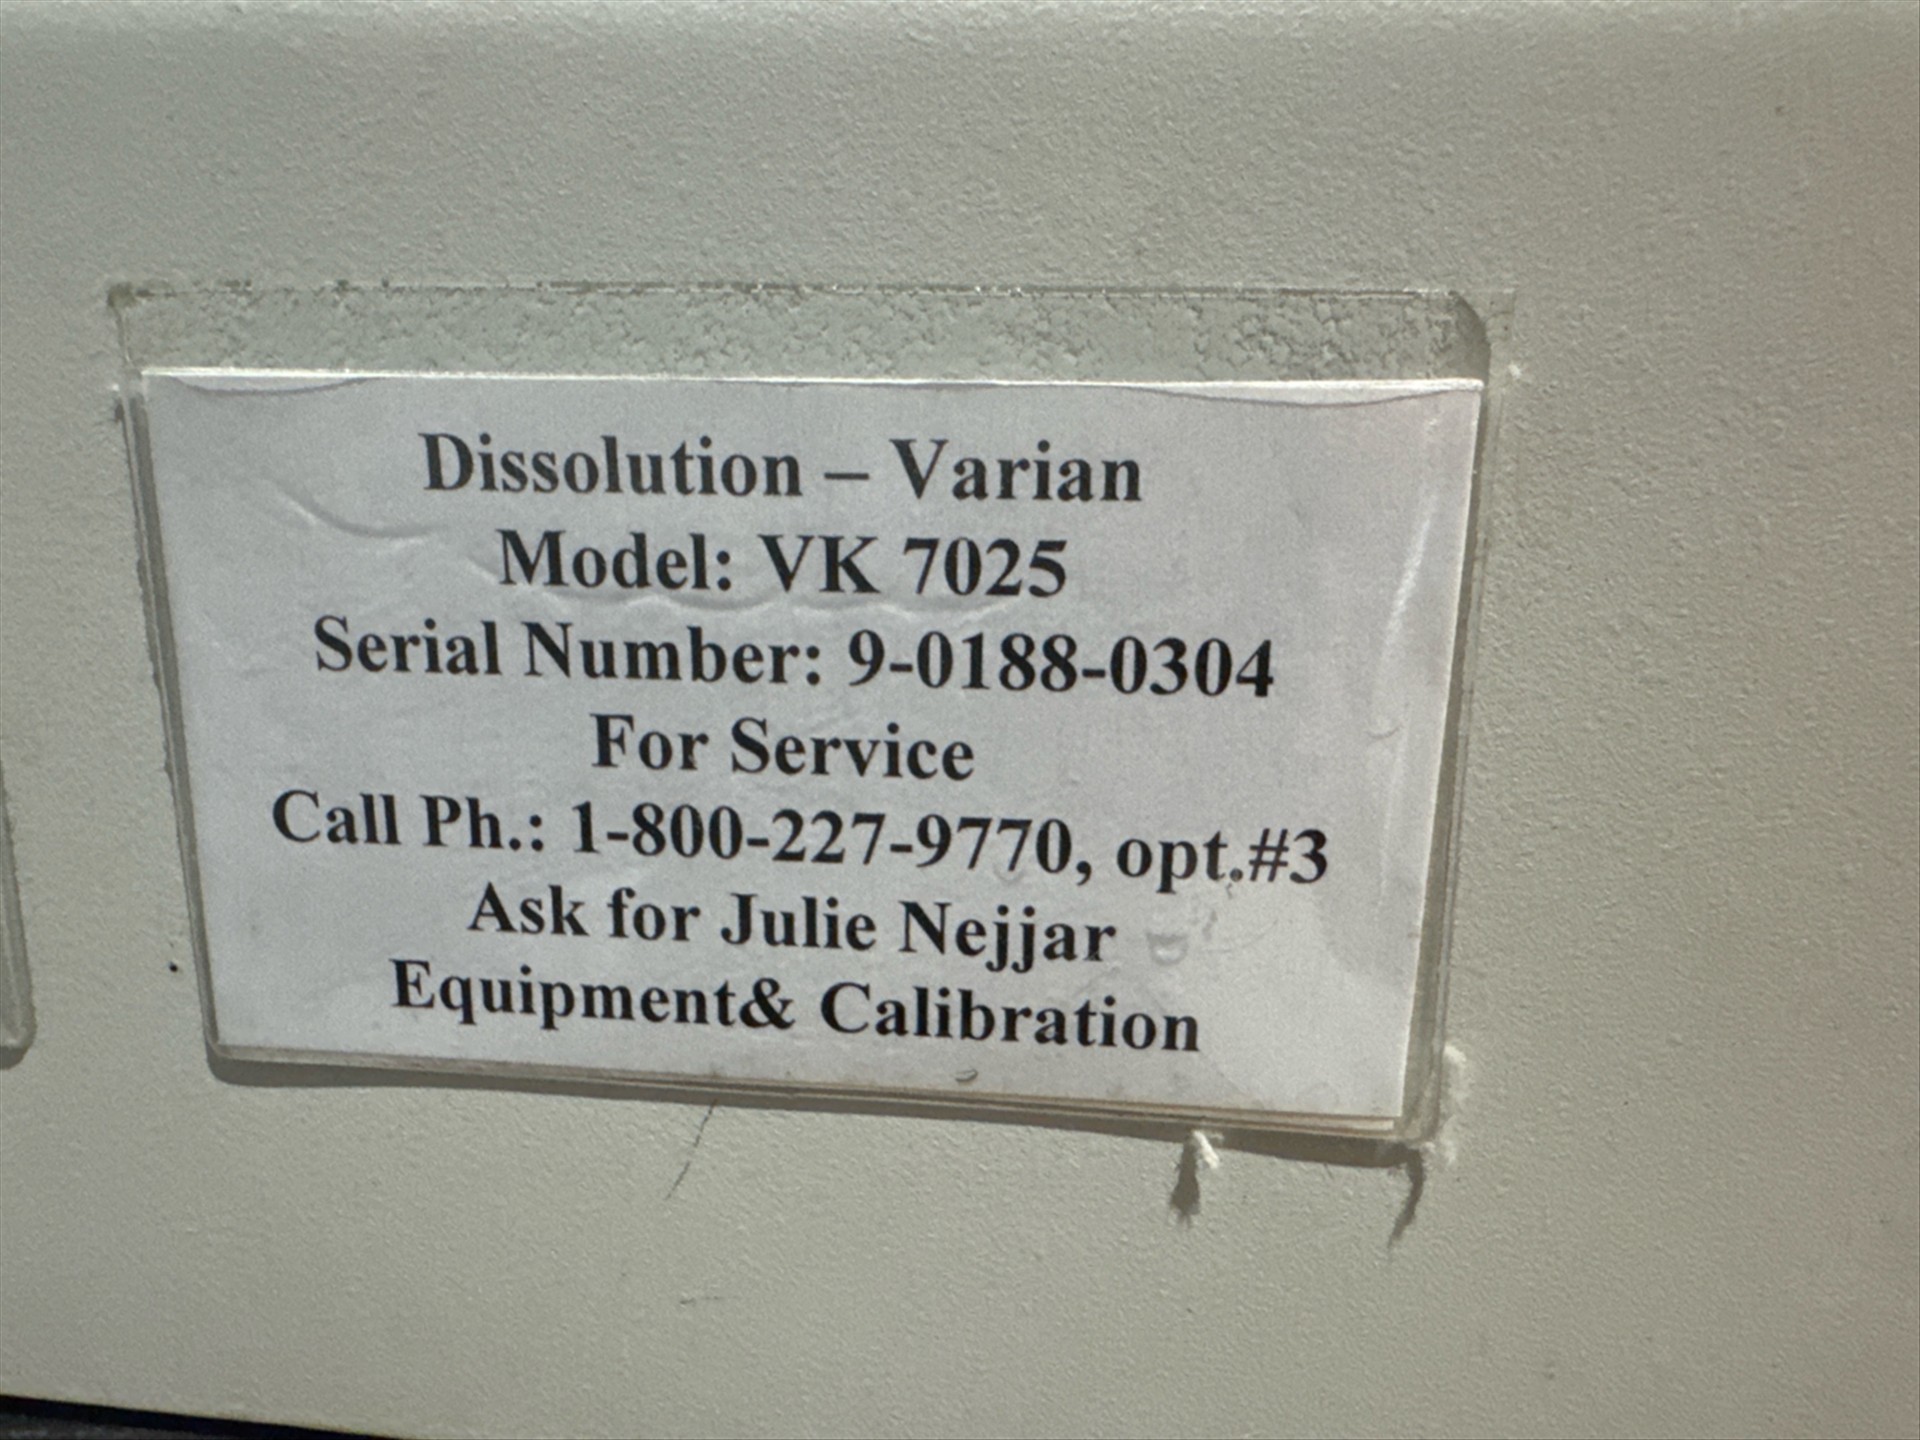 Dissolution – Varian
Model: VK 7025
Serial Number: 9-0188-0304
For Service
Call Ph.: 1-800-227-9770, opt.#3
Ask for Julie Nejjar
Equipment& Calibration